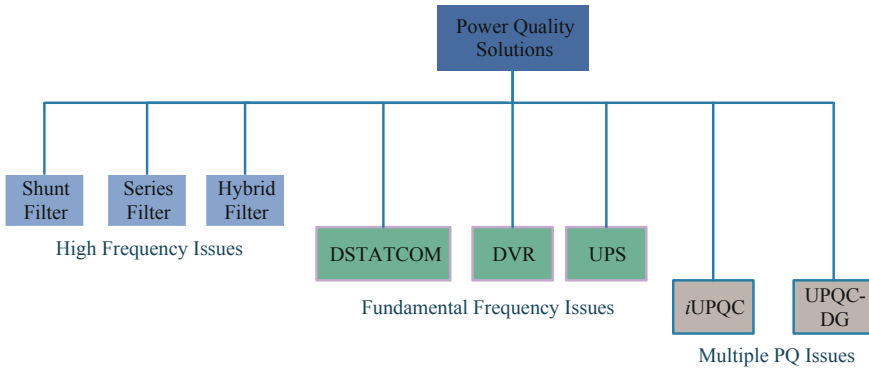 Power Quality
Solutions
Shunt
Filter
Series
Filter
Hybrid
Filter
High Frequency Issues
DSTATCOM
DVR
UPS
Fundamental Frequency Issues
iUPQC
UPQC-
DG
Multiple PQ Issues